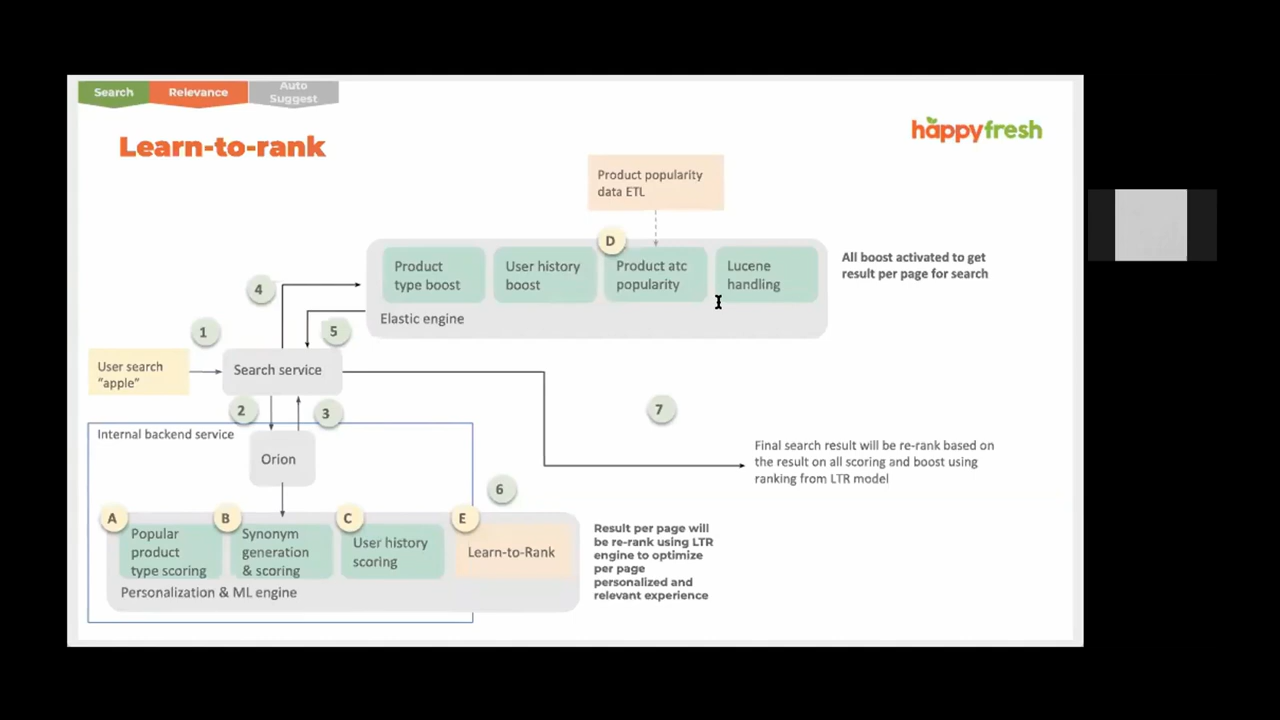 Search
Relevance
Auto
Suggest
Learn-to-rank
happyfresh
Product popularity
data ETL
D
Product
type boost
User history
boost
Product atc
popularity
Lucene
handling
Elastic engine
All boost activated to get
result per page for search
4
5
1
User search
"apple"
Search service
2
3
7
Internal backend service
Orion
Final search result will be re-rank based on
the result on all scoring and boost using
ranking from LTR model
6
A
Popular
product
type scoring
B
Synonym
generation
& scoring
C
User history
scoring
E
Learn-to-Rank
Personalization & ML engine
Result per page will
be re-rank using LTR
engine to optimize
per page
personalized and
relevant experience